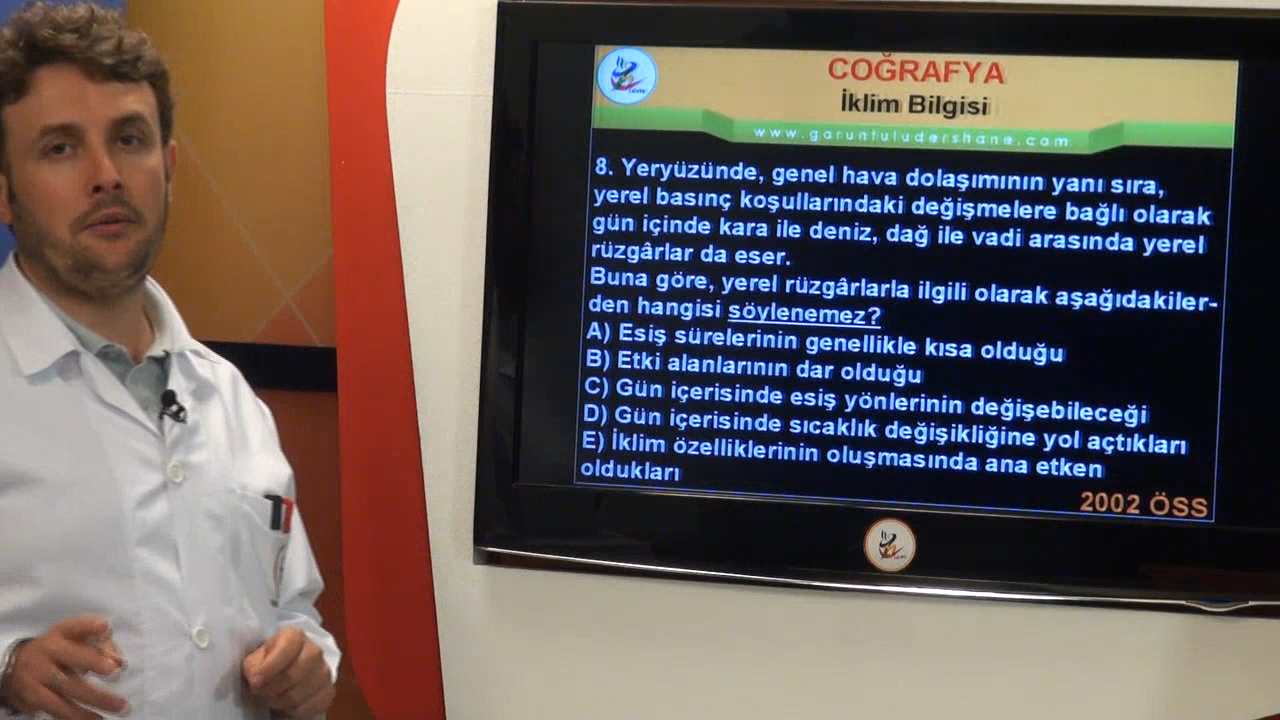 COĞRAFYA
İklim Bilgisi
www.goruntuludershane.com
8. Yeryüzünde, genel hava dolaşımının yanı sıra,
yerel basınç koşullarındaki değişmelere bağlı olarak
gün içinde kara ile deniz, dağ ile vadi arasında yerel
rüzgârlar da eser.
Buna göre, yerel rüzgârlarla ilgili olarak aşağıdakiler-
den hangisi söylenemez?
A) Esiş sürelerinin genellikle kısa olduğu
B) Etki alanlarının dar olduğu
C) Gün içerisinde esiş yönlerinin değişebileceği
D) Gün içerisinde sıcaklık değişikliğine yol açtıkları
E) İklim özelliklerinin oluşmasında ana etken
oldukları
2002 ÖSS